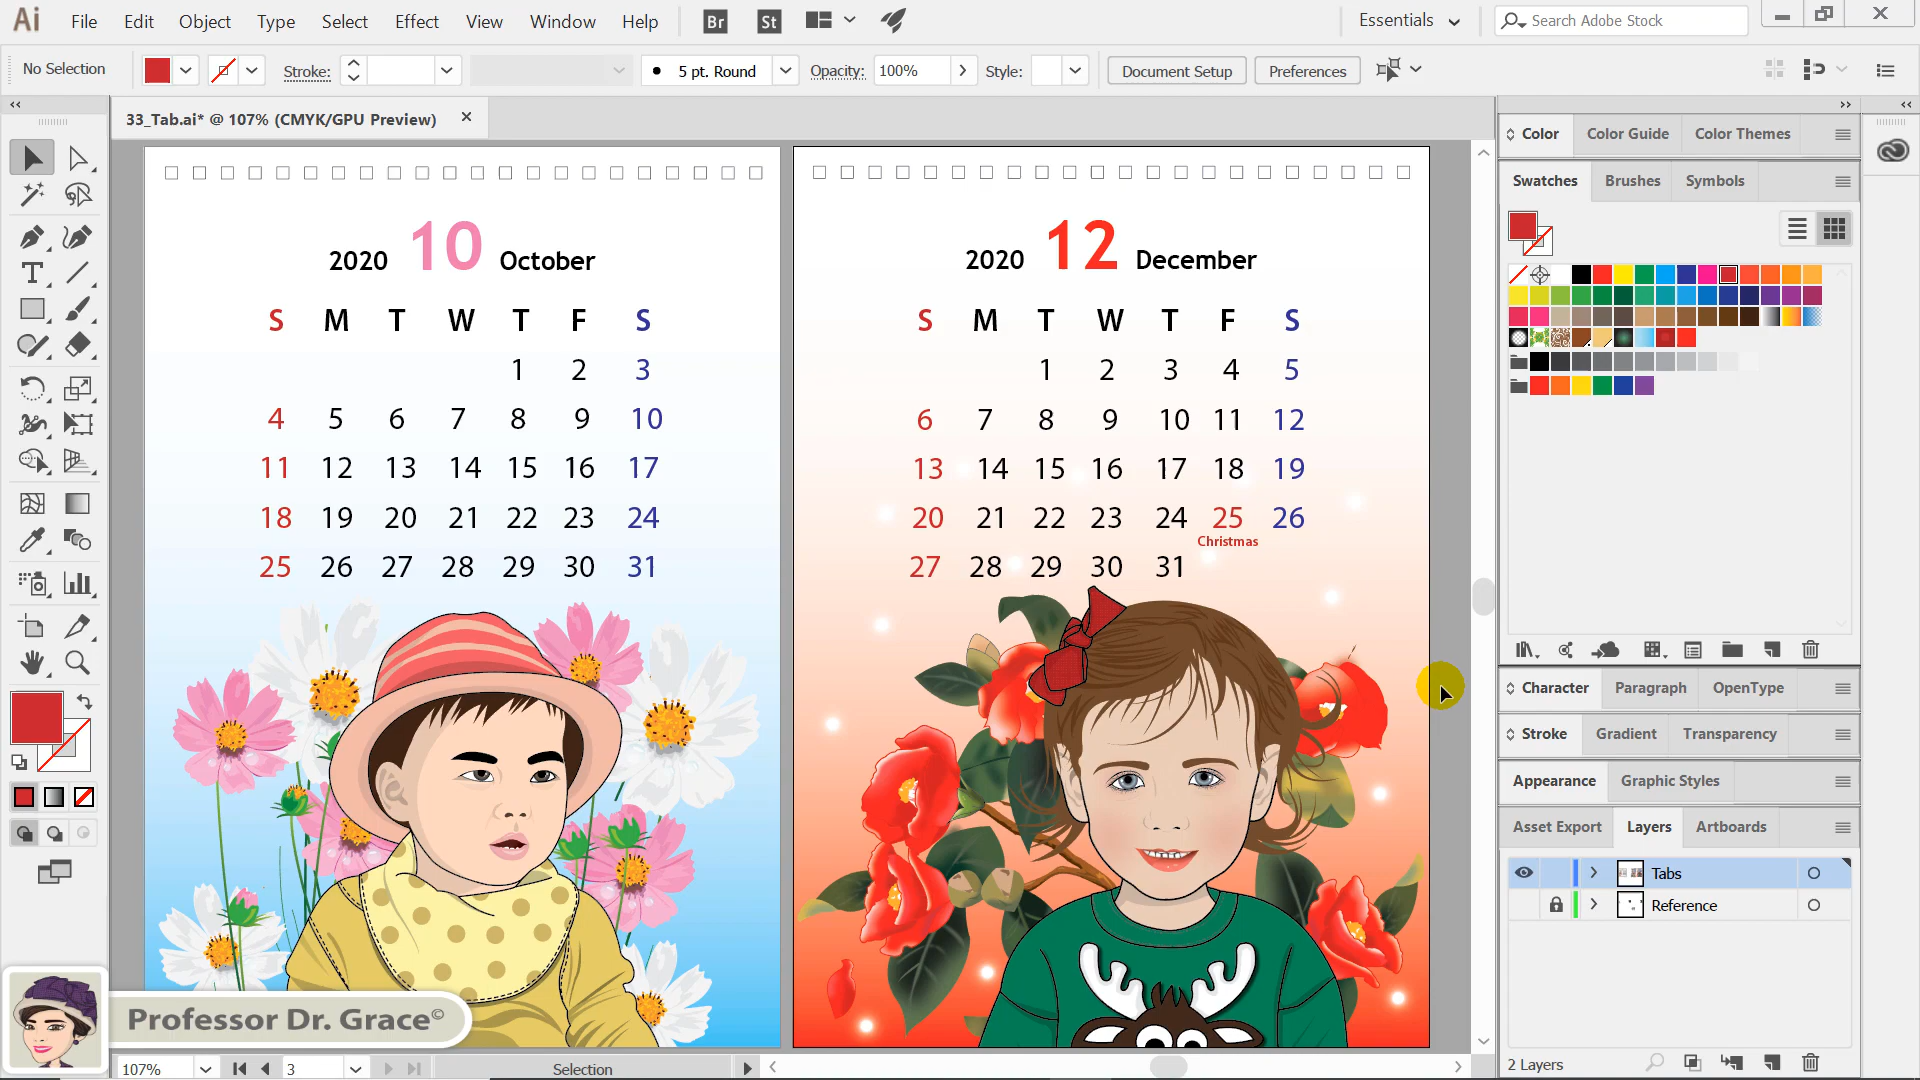 Ai File Edit Object Type Select Effect View Window Help Br St Essentials Search Adobe Stock
No Selection Stroke: 5 pt. Round Opacity: 100% Style: Document Setup Preferences
33_Tab.ai* @ 107% (CMYK/GPU Preview)
2020 10 October
S M T W T F S
1 2 3
4 5 6 7 8 9 10
11 12 13 14 15 16 17
18 19 20 21 22 23 24
25 26 27 28 29 30 31
2020 12 December
S M T W T F S
1 2 3 4 5
6 7 8 9 10 11 12
13 14 15 16 17 18 19
20 21 22 23 24 25 26
Christmas
27 28 29 30 31
Color Color Guide Color Themes
Swatches Brushes Symbols
Character Paragraph OpenType
Stroke Gradient Transparency
Appearance Graphic Styles
Asset Export Layers Artboards
Tabs
Reference
2 Layers
Professor Dr. Grace©
107% 3 Selection